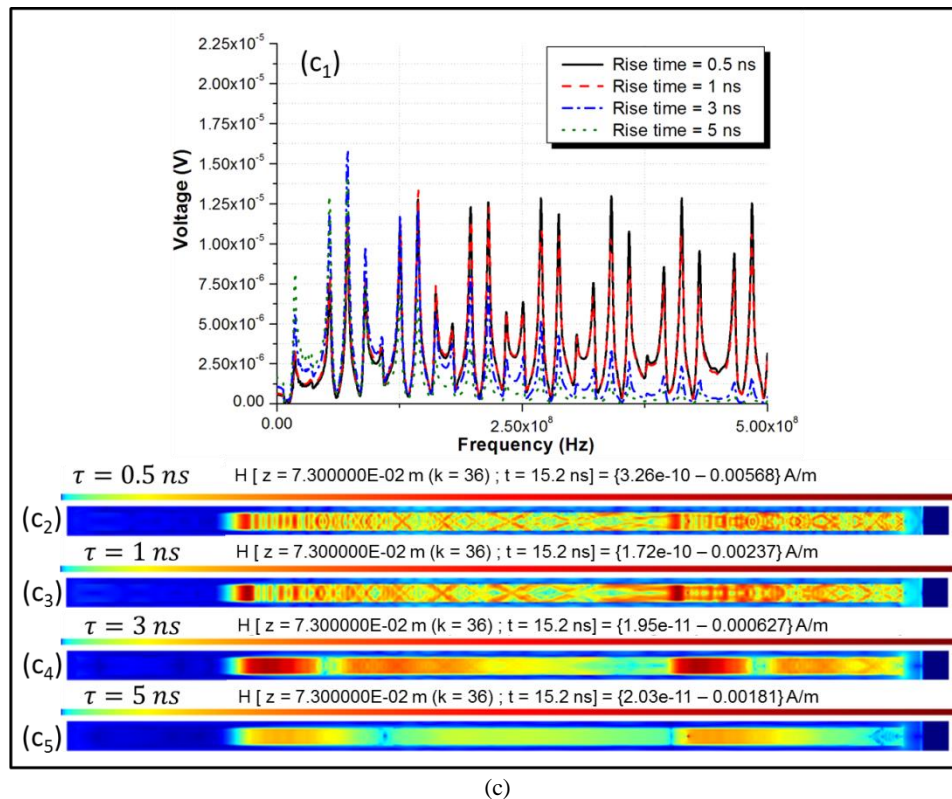 (c₁)
2.25x10⁻⁵
2.00x10⁻⁵
1.75x10⁻⁵
1.50x10⁻⁵
1.25x10⁻⁵
1.00x10⁻⁵
7.50x10⁻⁶
5.00x10⁻⁶
2.50x10⁻⁶
0.00
Voltage (V)
Rise time = 0.5 ns
Rise time = 1 ns
Rise time = 3 ns
Rise time = 5 ns
0.00 2.50x10⁸ 5.00x10⁸
Frequency (Hz)
τ = 0.5 ns H [ z = 7.300000E-02 m (k = 36) ; t = 15.2 ns] = {3.26e-10 – 0.00568} A/m
(c₂)
τ = 1 ns H [ z = 7.300000E-02 m (k = 36) ; t = 15.2 ns] = {1.72e-10 – 0.00237} A/m
(c₃)
τ = 3 ns H [ z = 7.300000E-02 m (k = 36) ; t = 15.2 ns] = {1.95e-11 – 0.000627} A/m
(c₄)
τ = 5 ns H [ z = 7.300000E-02 m (k = 36) ; t = 15.2 ns] = {2.03e-11 – 0.00181} A/m
(c₅)
(c)